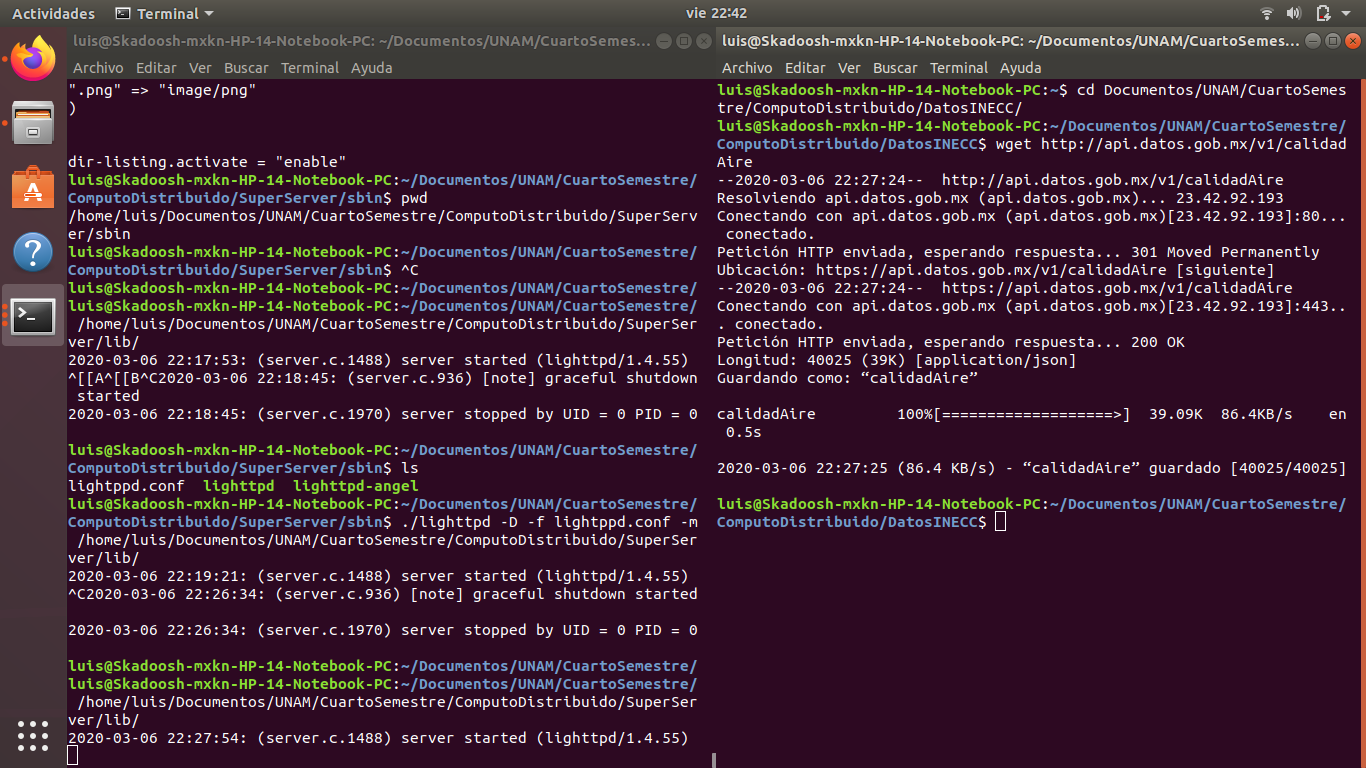 Actividades
Terminal
vie 22:42
luis@Skadoosh-mxkn-HP-14-Notebook-PC: ~/Documentos/UNAM/CuartoSemes...
Archivo Editar Ver Buscar Terminal Ayuda
".png" => "image/png"
)
dir-listing.activate = "enable"
luis@Skadoosh-mxkn-HP-14-Notebook-PC:~/Documentos/UNAM/CuartoSemestre/
ComputoDistribuido/SuperServer/sbin$ pwd
/home/luis/Documentos/UNAM/CuartoSemestre/ComputoDistribuido/SuperServ
er/sbin
luis@Skadoosh-mxkn-HP-14-Notebook-PC:~/Documentos/UNAM/CuartoSemestre/
ComputoDistribuido/SuperServer/sbin$ ^C
luis@Skadoosh-mxkn-HP-14-Notebook-PC:~/Documentos/UNAM/CuartoSemestre/
luis@Skadoosh-mxkn-HP-14-Notebook-PC:~/Documentos/UNAM/CuartoSemestre/
 /home/luis/Documentos/UNAM/CuartoSemestre/ComputoDistribuido/SuperSer
ver/lib/
2020-03-06 22:17:53: (server.c.1488) server started (lighttpd/1.4.55)
^[[A^[[B^C2020-03-06 22:18:45: (server.c.936) [note] graceful shutdown
 started
2020-03-06 22:18:45: (server.c.1970) server stopped by UID = 0 PID = 0
luis@Skadoosh-mxkn-HP-14-Notebook-PC:~/Documentos/UNAM/CuartoSemestre/
ComputoDistribuido/SuperServer/sbin$ ls
lightppd.conf  lighttpd  lighttpd-angel
luis@Skadoosh-mxkn-HP-14-Notebook-PC:~/Documentos/UNAM/CuartoSemestre/
ComputoDistribuido/SuperServer/sbin$ ./lighttpd -D -f lightppd.conf -m
 /home/luis/Documentos/UNAM/CuartoSemestre/ComputoDistribuido/SuperSer
ver/lib/
2020-03-06 22:19:21: (server.c.1488) server started (lighttpd/1.4.55)
^C2020-03-06 22:26:34: (server.c.936) [note] graceful shutdown started
2020-03-06 22:26:34: (server.c.1970) server stopped by UID = 0 PID = 0
luis@Skadoosh-mxkn-HP-14-Notebook-PC:~/Documentos/UNAM/CuartoSemestre/
luis@Skadoosh-mxkn-HP-14-Notebook-PC:~/Documentos/UNAM/CuartoSemestre/
 /home/luis/Documentos/UNAM/CuartoSemestre/ComputoDistribuido/SuperSer
ver/lib/
2020-03-06 22:27:54: (server.c.1488) server started (lighttpd/1.4.55)
luis@Skadoosh-mxkn-HP-14-Notebook-PC: ~/Documentos/UNAM/CuartoSemes...
Archivo Editar Ver Buscar Terminal Ayuda
luis@Skadoosh-mxkn-HP-14-Notebook-PC:~$ cd Documentos/UNAM/CuartoSemes
tre/ComputoDistribuido/DatosINECC/
luis@Skadoosh-mxkn-HP-14-Notebook-PC:~/Documentos/UNAM/CuartoSemestre/
ComputoDistribuido/DatosINECC$ wget http://api.datos.gob.mx/v1/calidad
Aire
--2020-03-06 22:27:24--  http://api.datos.gob.mx/v1/calidadAire
Resolviendo api.datos.gob.mx (api.datos.gob.mx)... 23.42.92.193
Conectando con api.datos.gob.mx (api.datos.gob.mx)[23.42.92.193]:80...
 conectado.
Petición HTTP enviada, esperando respuesta... 301 Moved Permanently
Ubicación: https://api.datos.gob.mx/v1/calidadAire [siguiente]
--2020-03-06 22:27:24--  https://api.datos.gob.mx/v1/calidadAire
Conectando con api.datos.gob.mx (api.datos.gob.mx)[23.42.92.193]:443..
. conectado.
Petición HTTP enviada, esperando respuesta... 200 OK
Longitud: 40025 (39K) [application/json]
Guardando como: “calidadAire”
calidadAire         100%[===================>]  39.09K  86.4KB/s    en
 0.5s
2020-03-06 22:27:25 (86.4 KB/s) - “calidadAire” guardado [40025/40025]
luis@Skadoosh-mxkn-HP-14-Notebook-PC:~/Documentos/UNAM/CuartoSemestre/
ComputoDistribuido/DatosINECC$